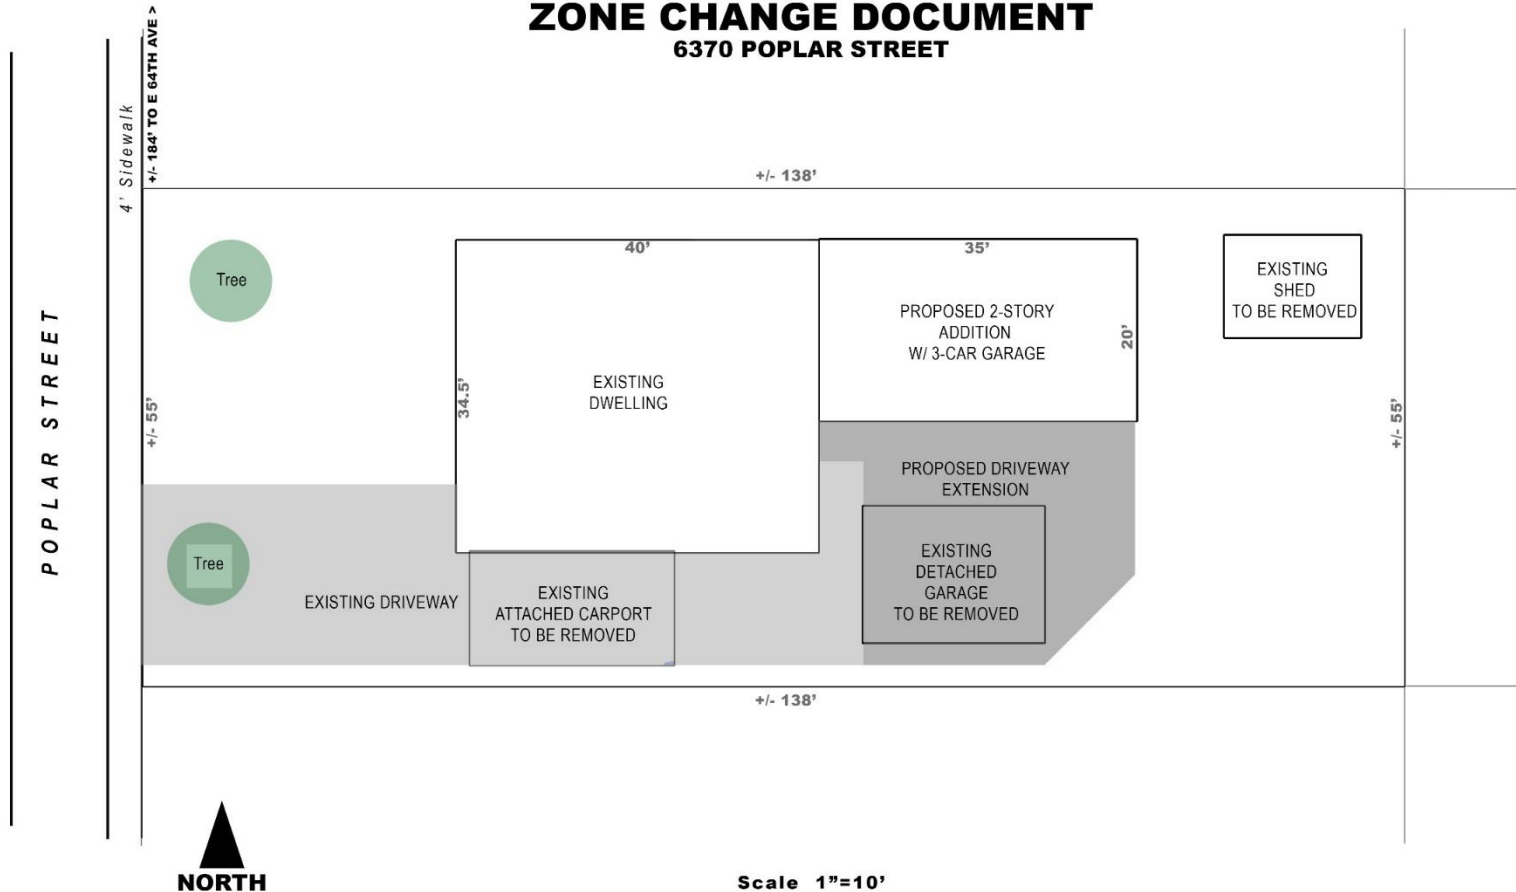 ZONE CHANGE DOCUMENT
6370 POPLAR STREET
+/- 184' TO E 64TH AVE >
4' Sidewalk
POPLAR STREET
+/- 138'
Tree
40'
35'
EXISTING
SHED
TO BE REMOVED
PROPOSED 2-STORY
ADDITION
W/ 3-CAR GARAGE
20'
EXISTING
DWELLING
34.5'
+/- 55'
+/- 55'
PROPOSED DRIVEWAY
EXTENSION
Tree
EXISTING DRIVEWAY
EXISTING
ATTACHED CARPORT
TO BE REMOVED
EXISTING
DETACHED
GARAGE
TO BE REMOVED
+/- 138'
NORTH
Scale 1”=10’